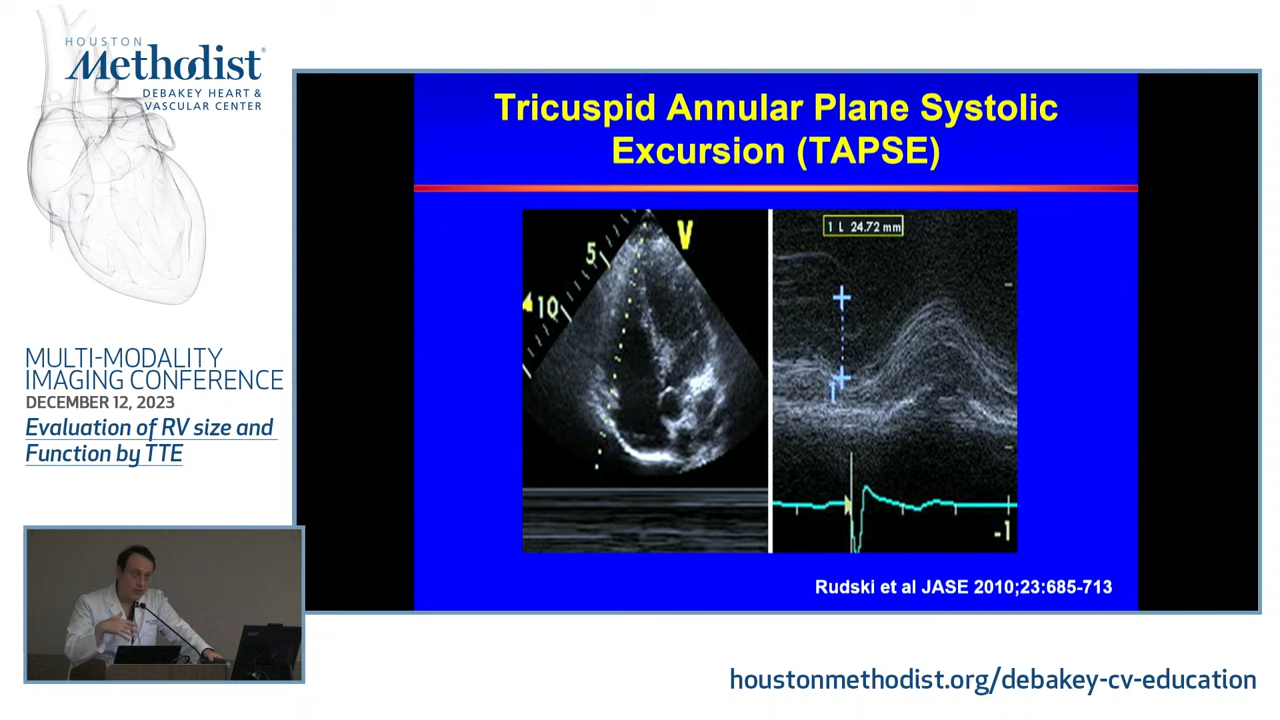 HOUSTON
Methodist®
DEBAKEY HEART &
VASCULAR CENTER
MULTI-MODALITY
IMAGING CONFERENCE
DECEMBER 12, 2023
Evaluation of RV size and
Function by TTE
Tricuspid Annular Plane Systolic
Excursion (TAPSE)
5
V
10
1 L 24.72 mm
1
-1
Rudski et al JASE 2010;23:685-713
houstonmethodist.org/debakey-cv-education